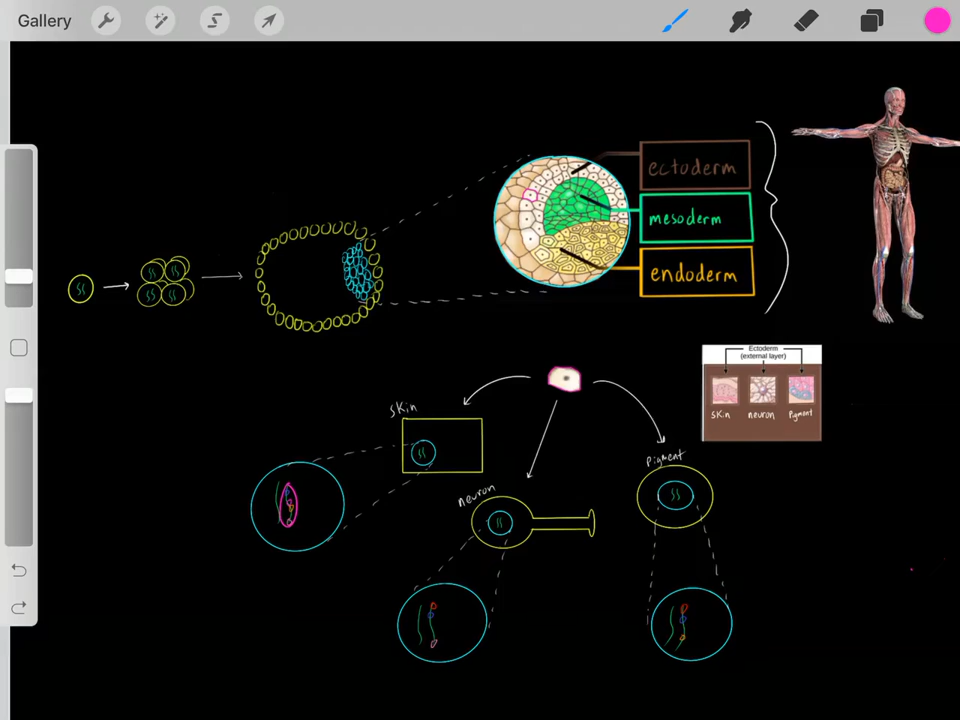 Gallery
ectoderm
mesoderm
endoderm
Ectoderm
(external layer)
skin
neuron
Pigment
skin
neuron
Pigment